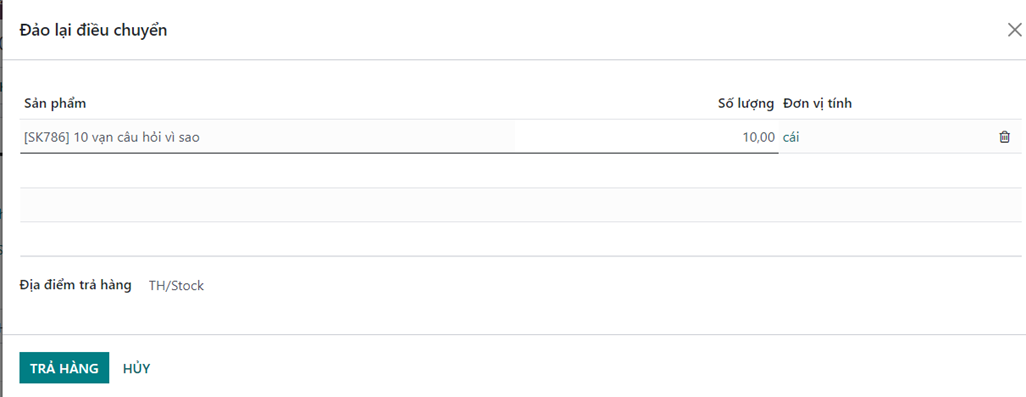 Đảo lại điều chuyển
Sản phẩm Số lượng Đơn vị tính
[SK786] 10 vạn câu hỏi vì sao 10,00 cái
Địa điểm trả hàng TH/Stock
TRẢ HÀNG HỦY